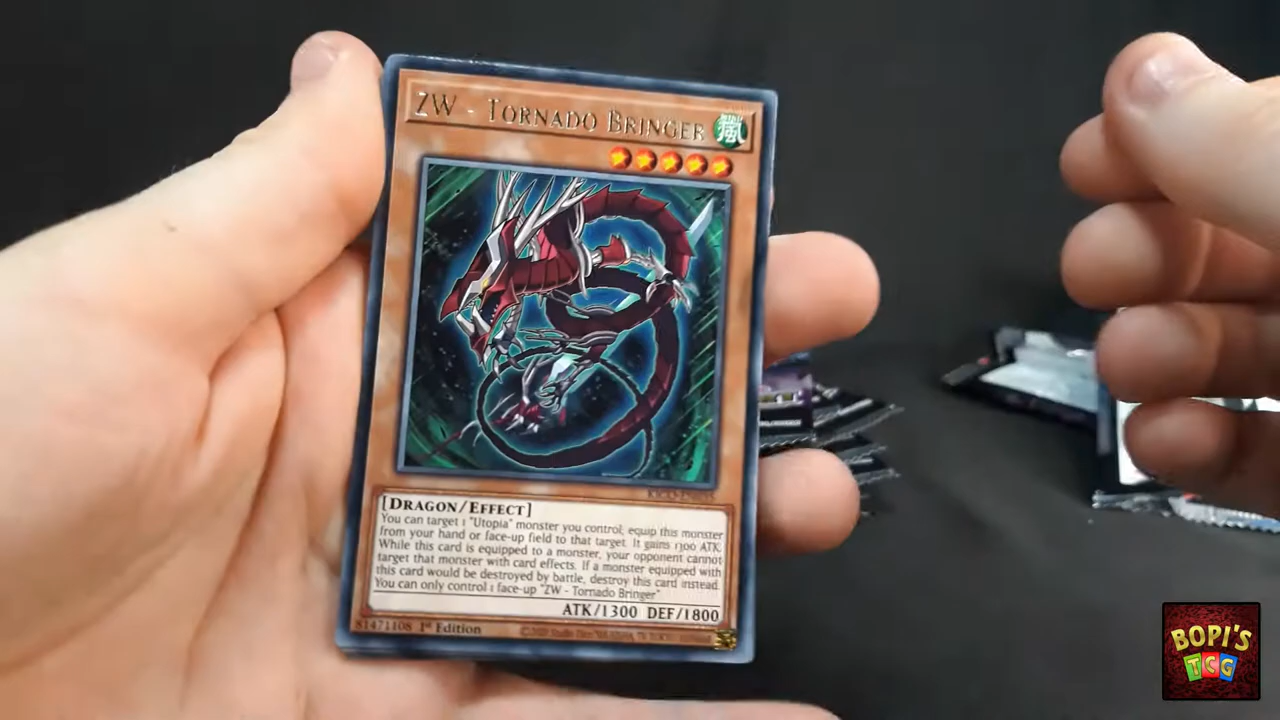 ZW - TORNADO BRINGER
WIND
風
KICO-EN035
[DRAGON/EFFECT]
You can target 1 "Utopia" monster you control; equip this monster
from your hand or face-up field to that target. It gains 1300 ATK.
While this card is equipped to a monster, your opponent cannot
target that monster with card effects. If a monster equipped with
this card would be destroyed by battle, destroy this card instead.
You can only control 1 face-up "ZW - Tornado Bringer"
ATK/1300 DEF/1800
81471108 1st Edition
BOPI'S
TCG